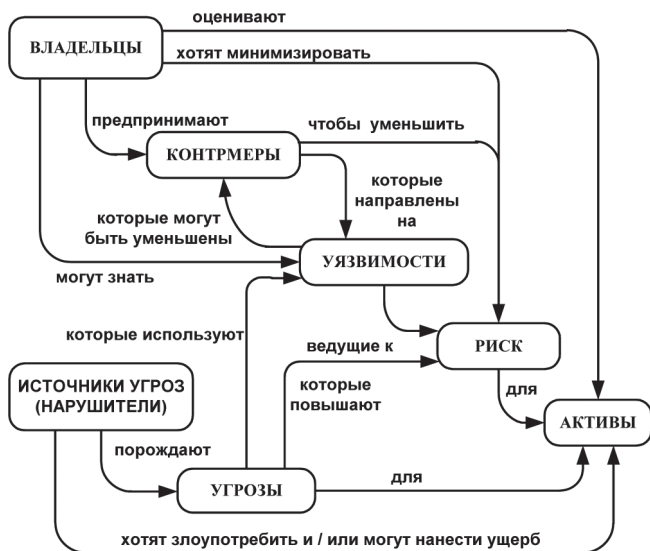 оценивают
ВЛАДЕЛЬЦЫ
хотят минимизировать
предпринимают
чтобы уменьшить
КОНТРМЕРЫ
которые
направлены
на
которые могут
быть уменьшены
УЯЗВИМОСТИ
могут знать
которые используют
ведущие к
РИСК
ИСТОЧНИКИ УГРОЗ
(НАРУШИТЕЛИ)
которые
повышают
для
АКТИВЫ
порождают
УГРОЗЫ
для
хотят злоупотребить и / или могут нанести ущерб